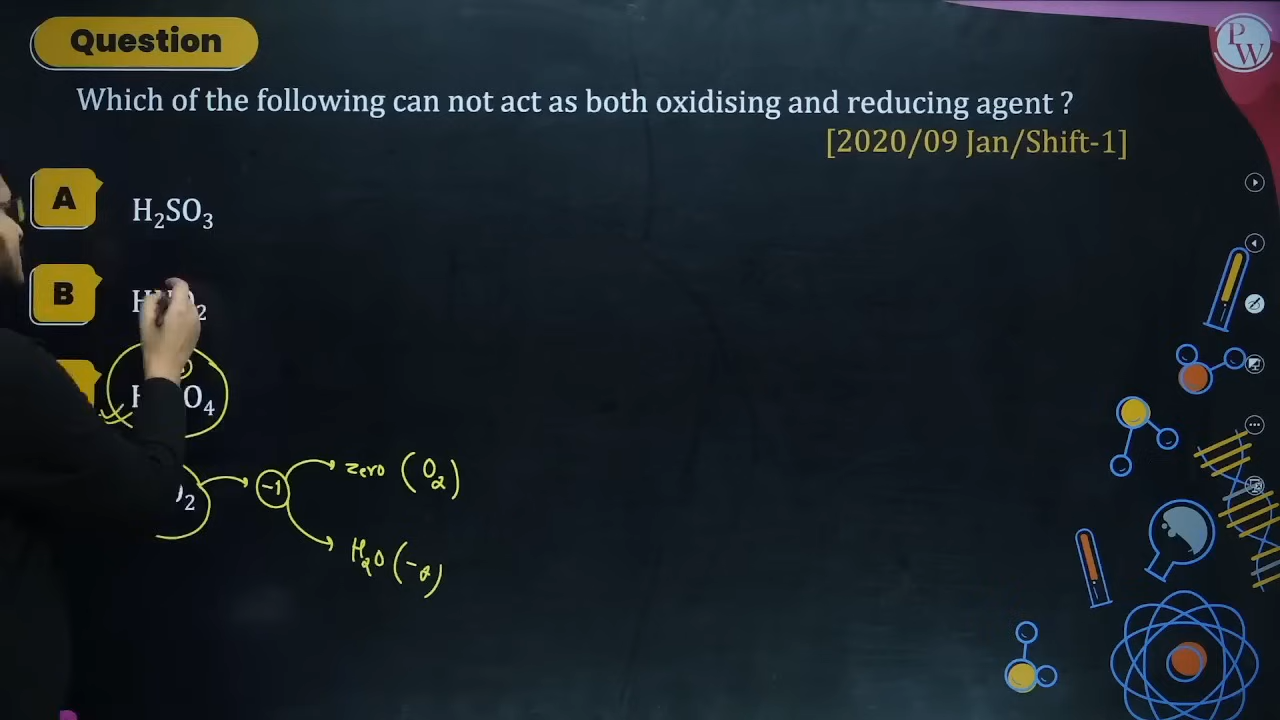 Question
PW
Which of the following can not act as both oxidising and reducing agent ?
[2020/09 Jan/Shift-1]
A
H₂SO₃
B
O₄
-1
zero (O₂)
H₂O (-2)